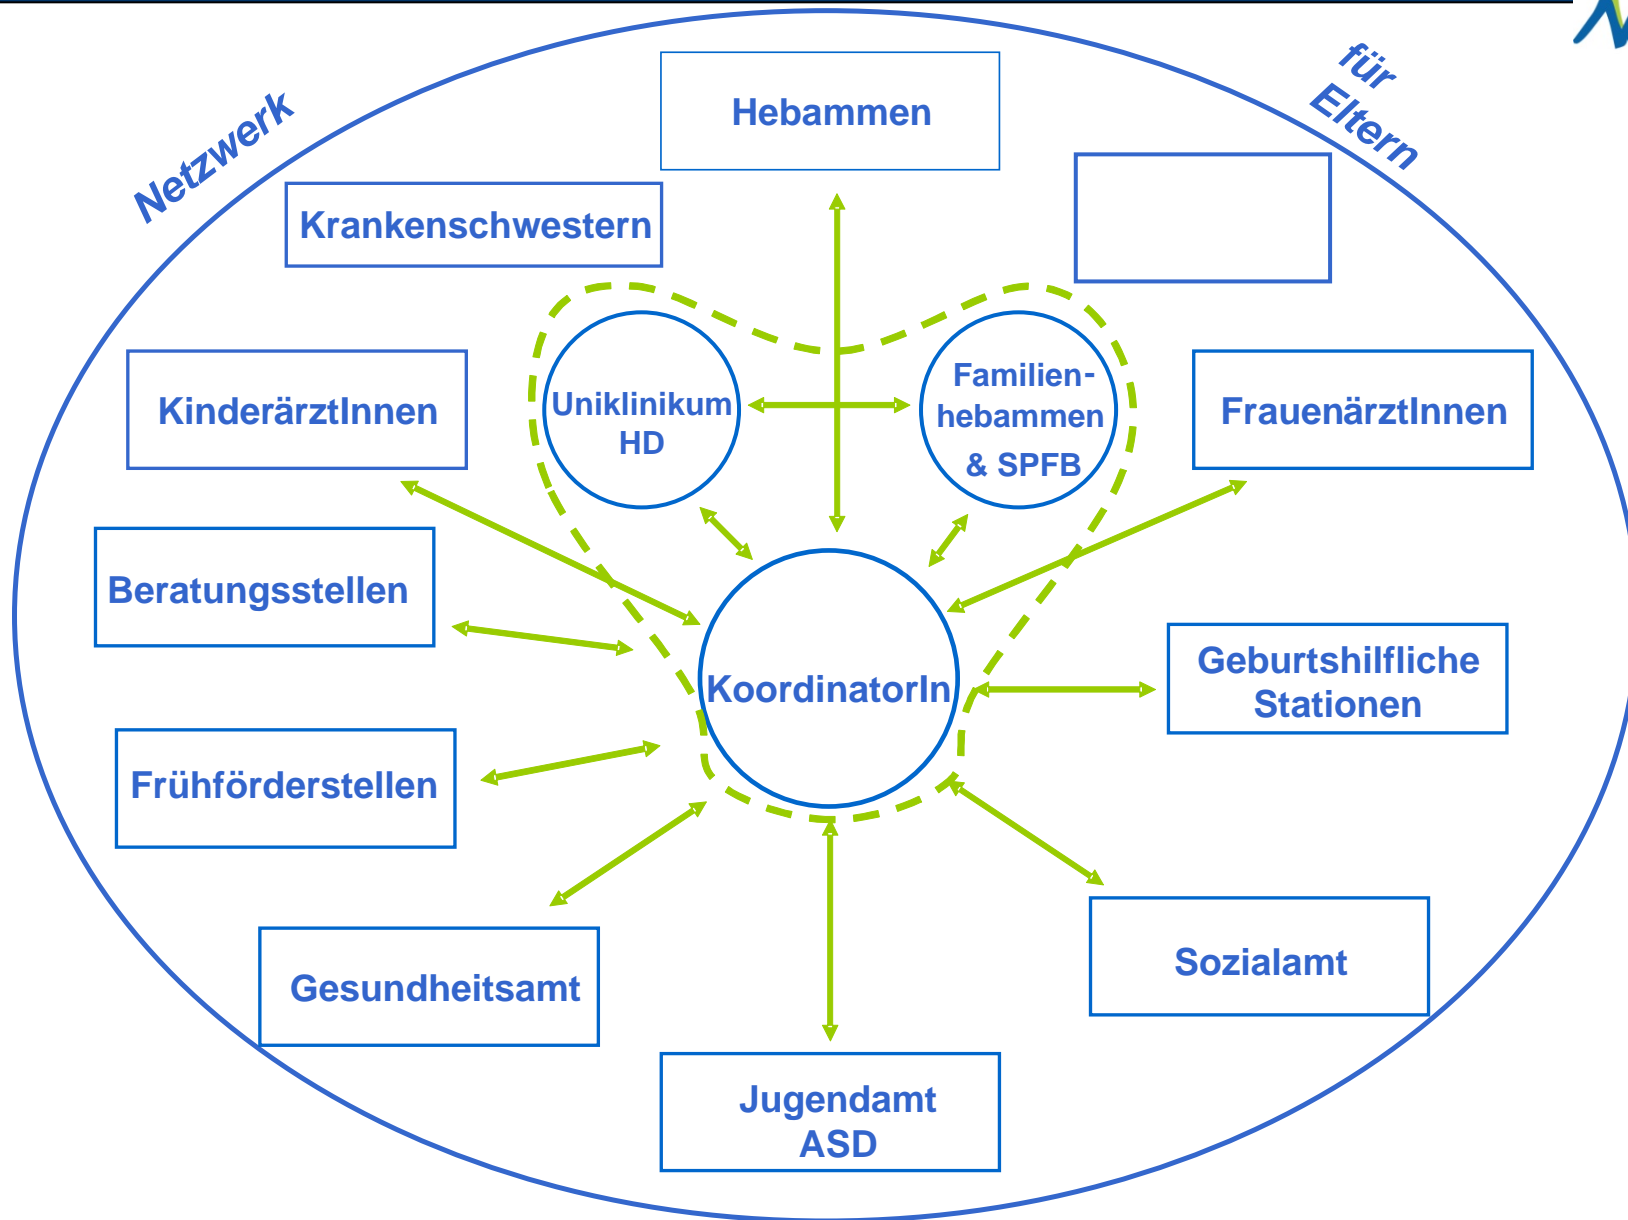 Netzwerk
für
Eltern
Hebammen
Krankenschwestern
KinderärztInnen
Uniklinikum
HD
Familien-
hebammen
& SPFB
FrauenärztInnen
Beratungsstellen
KoordinatorIn
Geburtshilfliche
Stationen
Frühförderstellen
Gesundheitsamt
Sozialamt
Jugendamt
ASD